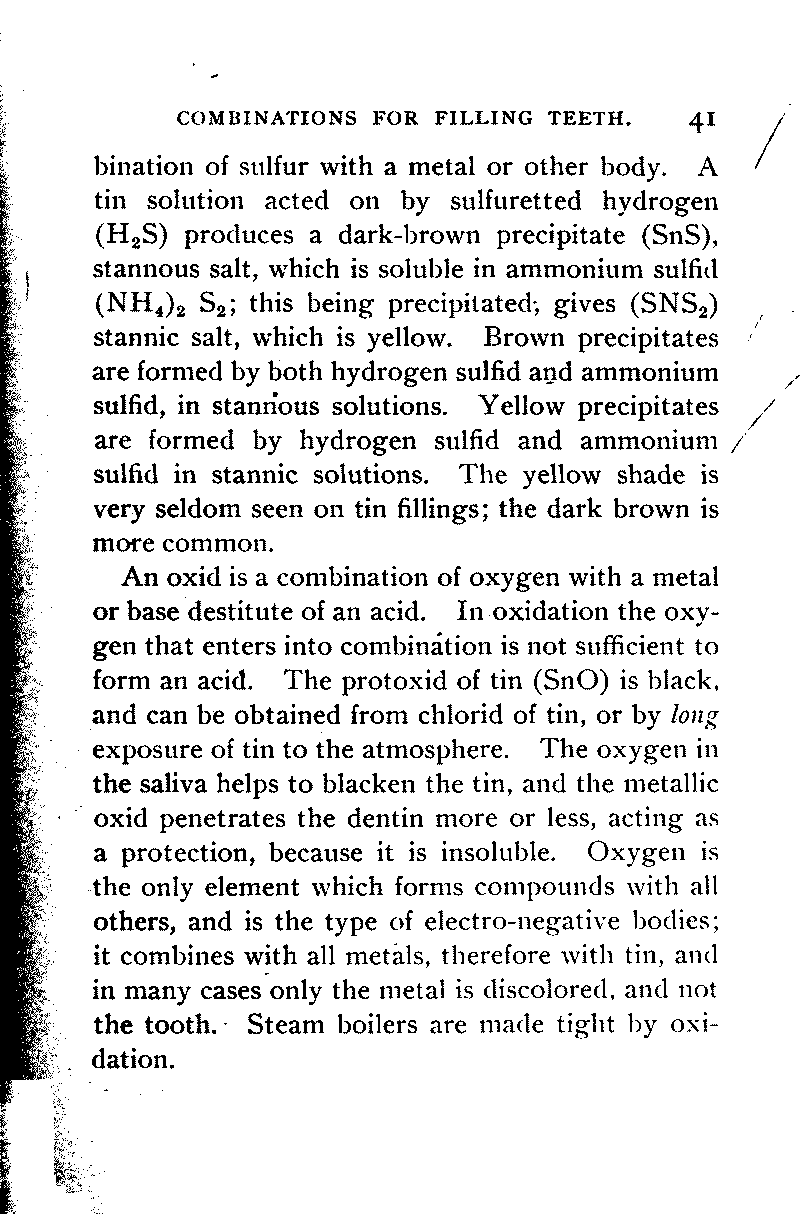 COMBINATIONS FOR FILLING TEETH. 41
bination of sulfur with a metal or other body. A
tin solution acted on by sulfuretted hydrogen
(H₂S) produces a dark-brown precipitate (SnS),
stannous salt, which is soluble in ammonium sulfid
(NH₄)₂ S₂; this being precipitated, gives (SNS₂)
stannic salt, which is yellow. Brown precipitates
are formed by both hydrogen sulfid and ammonium
sulfid, in stannous solutions. Yellow precipitates
are formed by hydrogen sulfid and ammonium
sulfid in stannic solutions. The yellow shade is
very seldom seen on tin fillings; the dark brown is
more common.
An oxid is a combination of oxygen with a metal
or base destitute of an acid. In oxidation the oxy-
gen that enters into combination is not sufficient to
form an acid. The protoxid of tin (SnO) is black,
and can be obtained from chlorid of tin, or by long
exposure of tin to the atmosphere. The oxygen in
the saliva helps to blacken the tin, and the metallic
oxid penetrates the dentin more or less, acting as
a protection, because it is insoluble. Oxygen is
the only element which forms compounds with all
others, and is the type of electro-negative bodies;
it combines with all metals, therefore with tin, and
in many cases only the metal is discolored, and not
the tooth. Steam boilers are made tight by oxi-
dation.